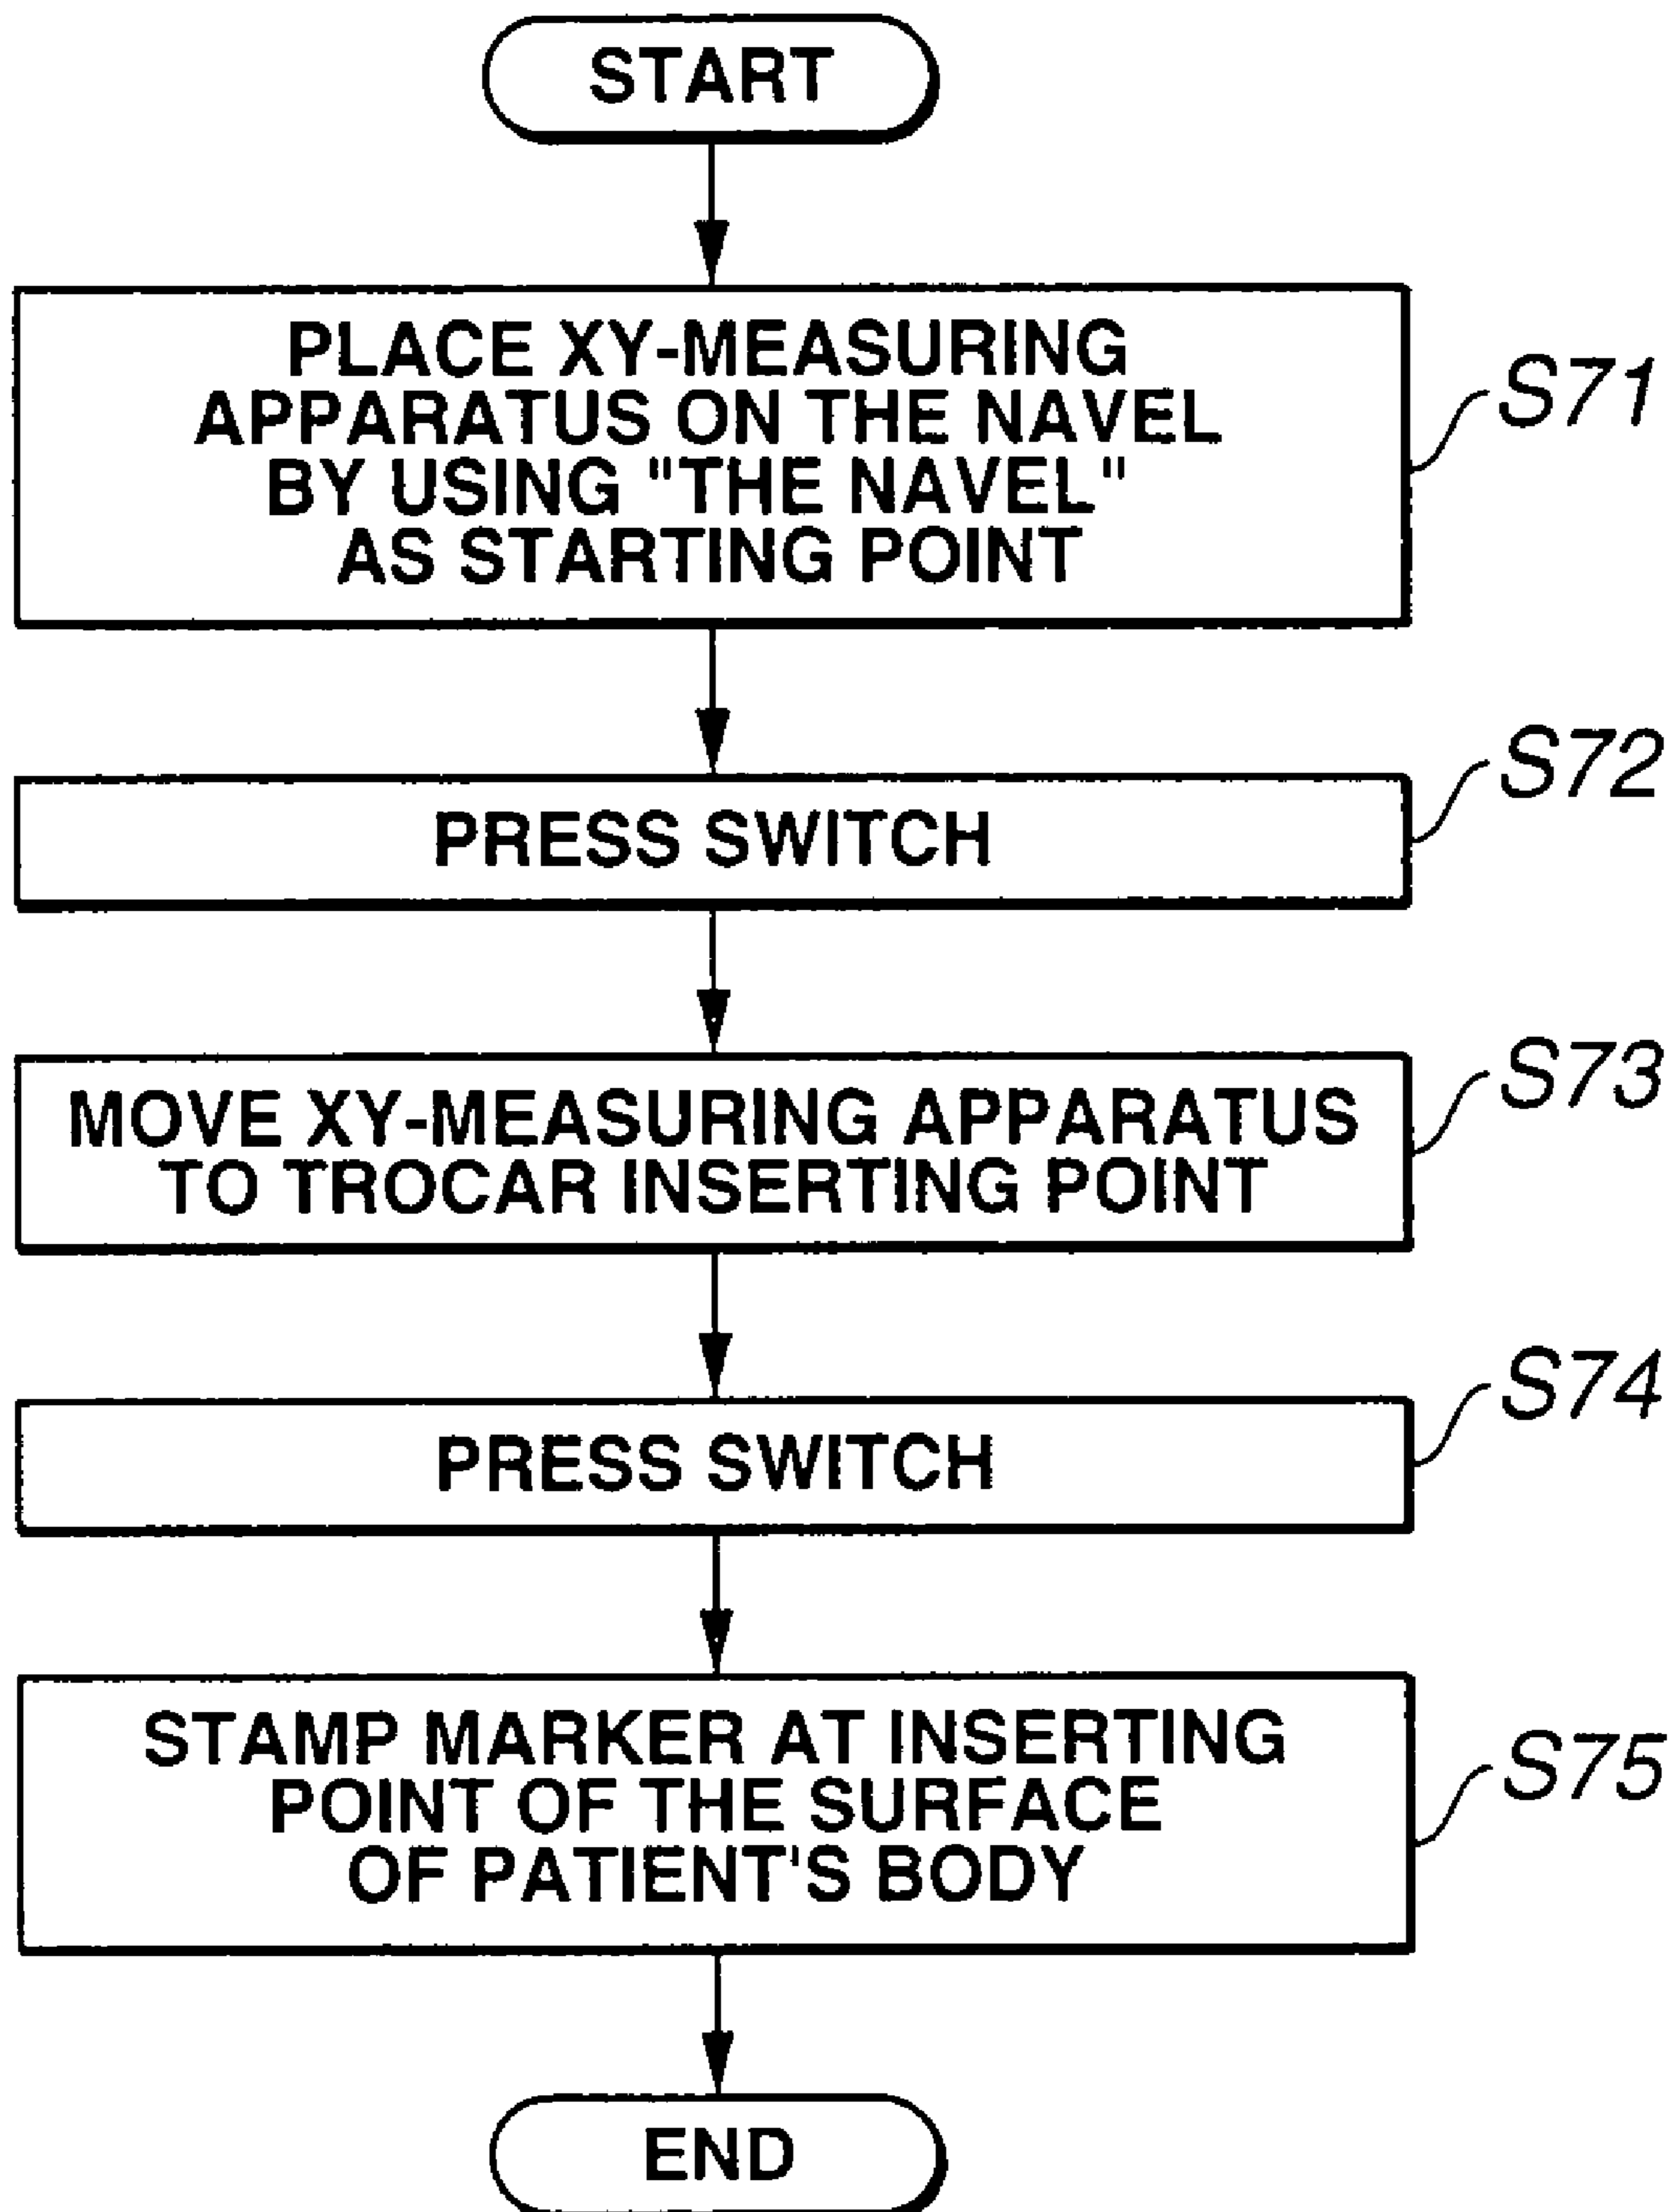 START
PLACE XY-MEASURING
APPARATUS ON THE NAVEL
BY USING "THE NAVEL"
AS STARTING POINT
S71
PRESS SWITCH
S72
MOVE XY-MEASURING APPARATUS
TO TROCAR INSERTING POINT
S73
PRESS SWITCH
S74
STAMP MARKER AT INSERTING
POINT OF THE SURFACE
OF PATIENT'S BODY
S75
END